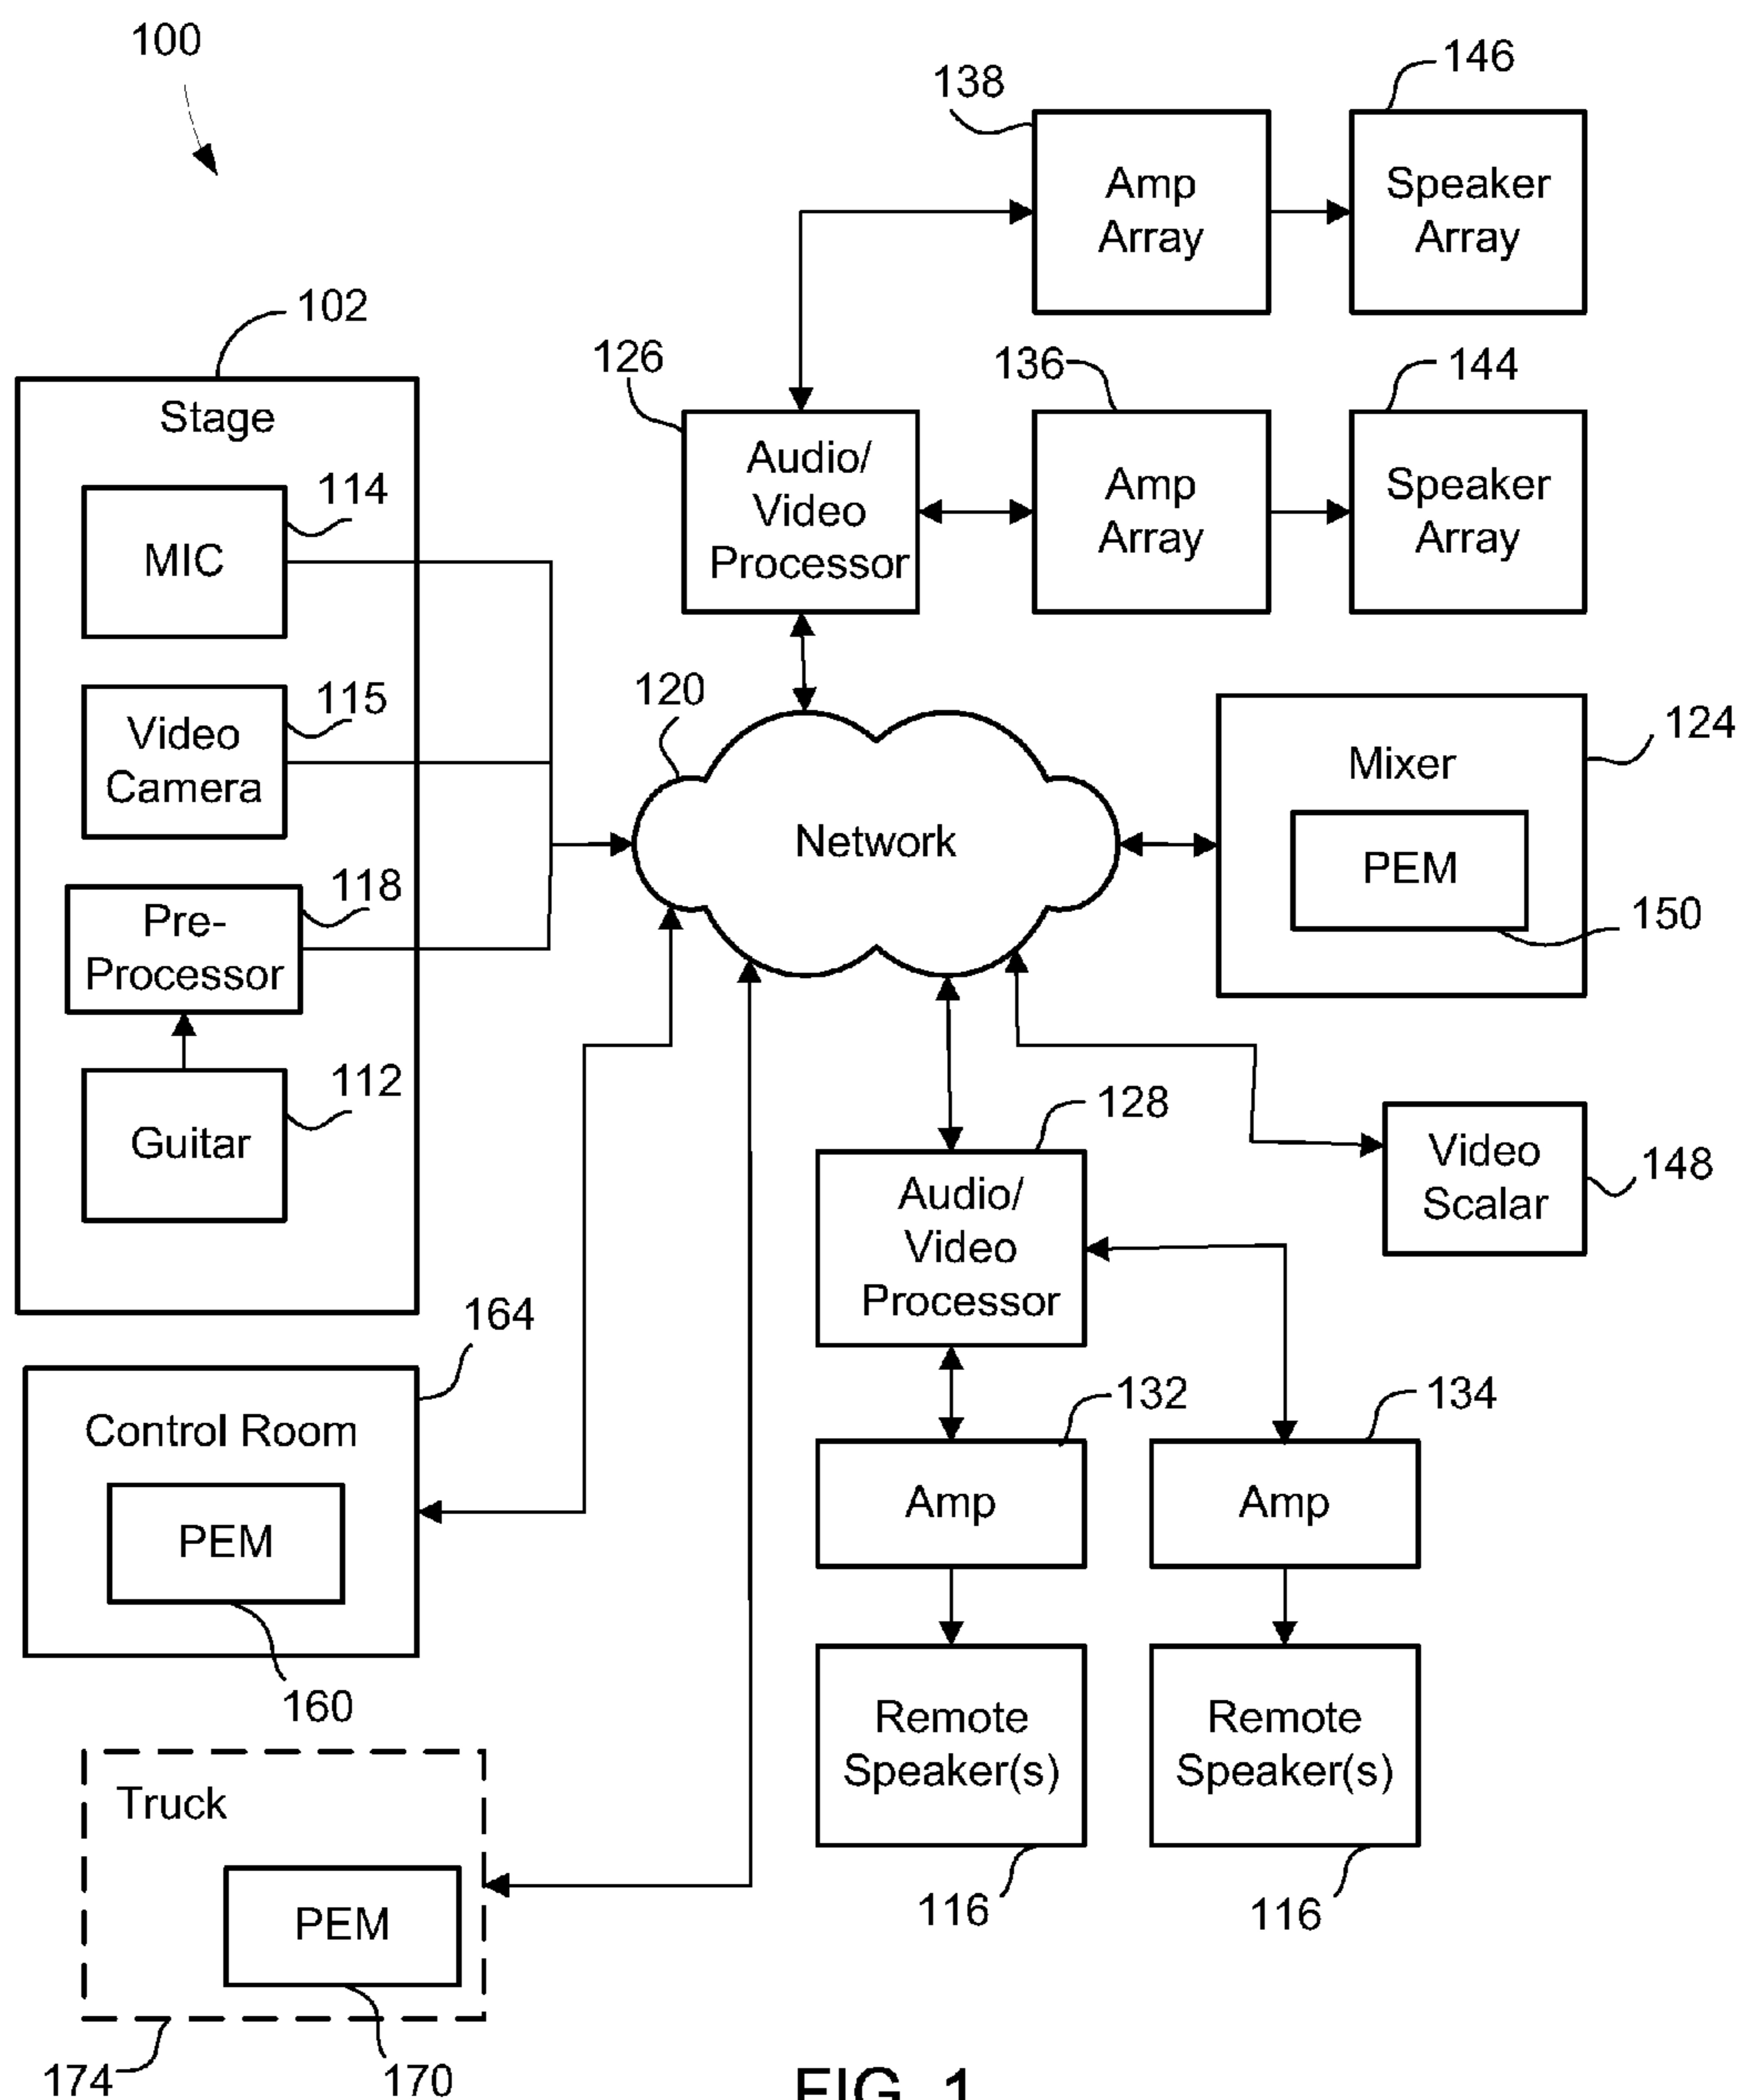 100
138
146
Amp
Array
Speaker
Array
102
126
136
144
Stage
Audio/
Video
Processor
Amp
Array
Speaker
Array
114
MIC
120
115
Video
Camera
124
Mixer
Network
PEM
150
118
Pre-
Processor
112
Guitar
128
Audio/
Video
Processor
Video
Scalar
148
164
Control Room
PEM
160
132
134
Amp
Amp
Remote
Speaker(s)
Remote
Speaker(s)
116
116
Truck
PEM
174
170
FIG. 1